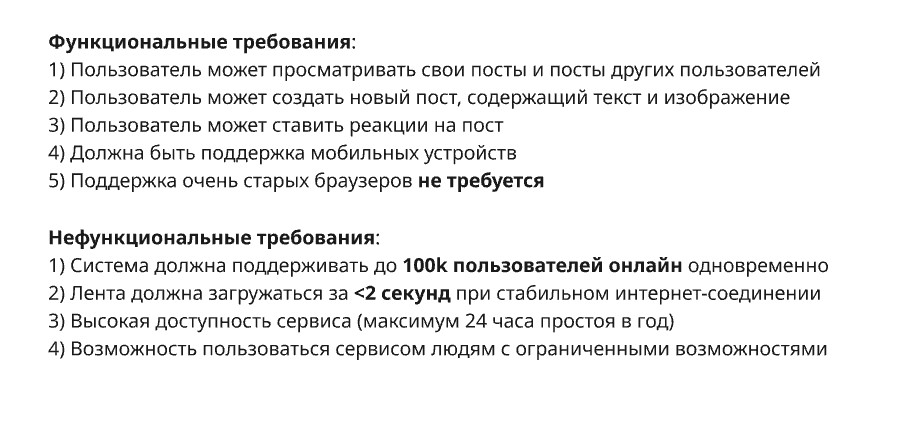 Функциональные требования:
1) Пользователь может просматривать свои посты и посты других пользователей
2) Пользователь может создать новый пост, содержащий текст и изображение
3) Пользователь может ставить реакции на пост
4) Должна быть поддержка мобильных устройств
5) Поддержка очень старых браузеров не требуется
Нефункциональные требования:
1) Система должна поддерживать до 100k пользователей онлайн одновременно
2) Лента должна загружаться за <2 секунд при стабильном интернет-соединении
3) Высокая доступность сервиса (максимум 24 часа простоя в год)
4) Возможность пользоваться сервисом людям с ограниченными возможностями